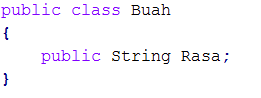 public class Buah
{
    public String Rasa;
}